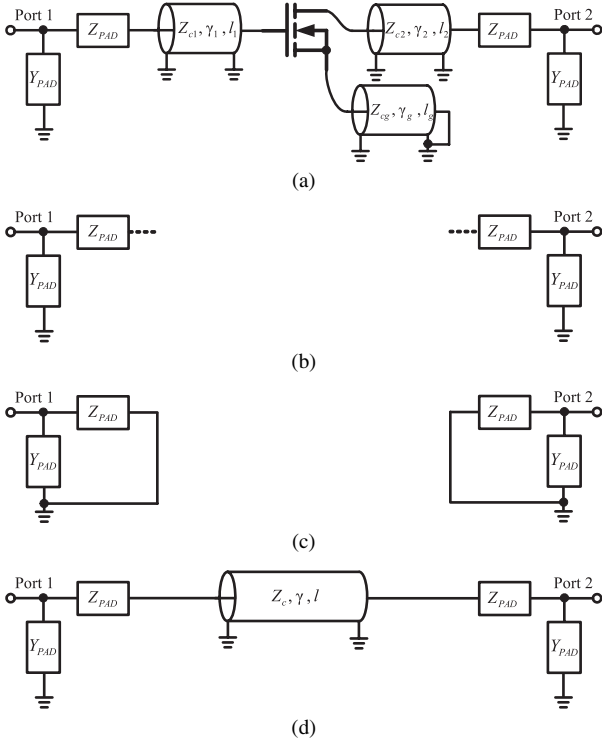 Port 1 Z_PAD Z_c1, γ_1, l_1 Z_c2, γ_2, l_2 Z_PAD Port 2
Y_PAD Z_cg, γ_g, l_g Y_PAD
(a)
Port 1 Z_PAD Z_PAD Port 2
Y_PAD Y_PAD
(b)
Port 1 Z_PAD Z_PAD Port 2
Y_PAD Y_PAD
(c)
Port 1 Z_PAD Z_c, γ, l Z_PAD Port 2
Y_PAD Y_PAD
(d)